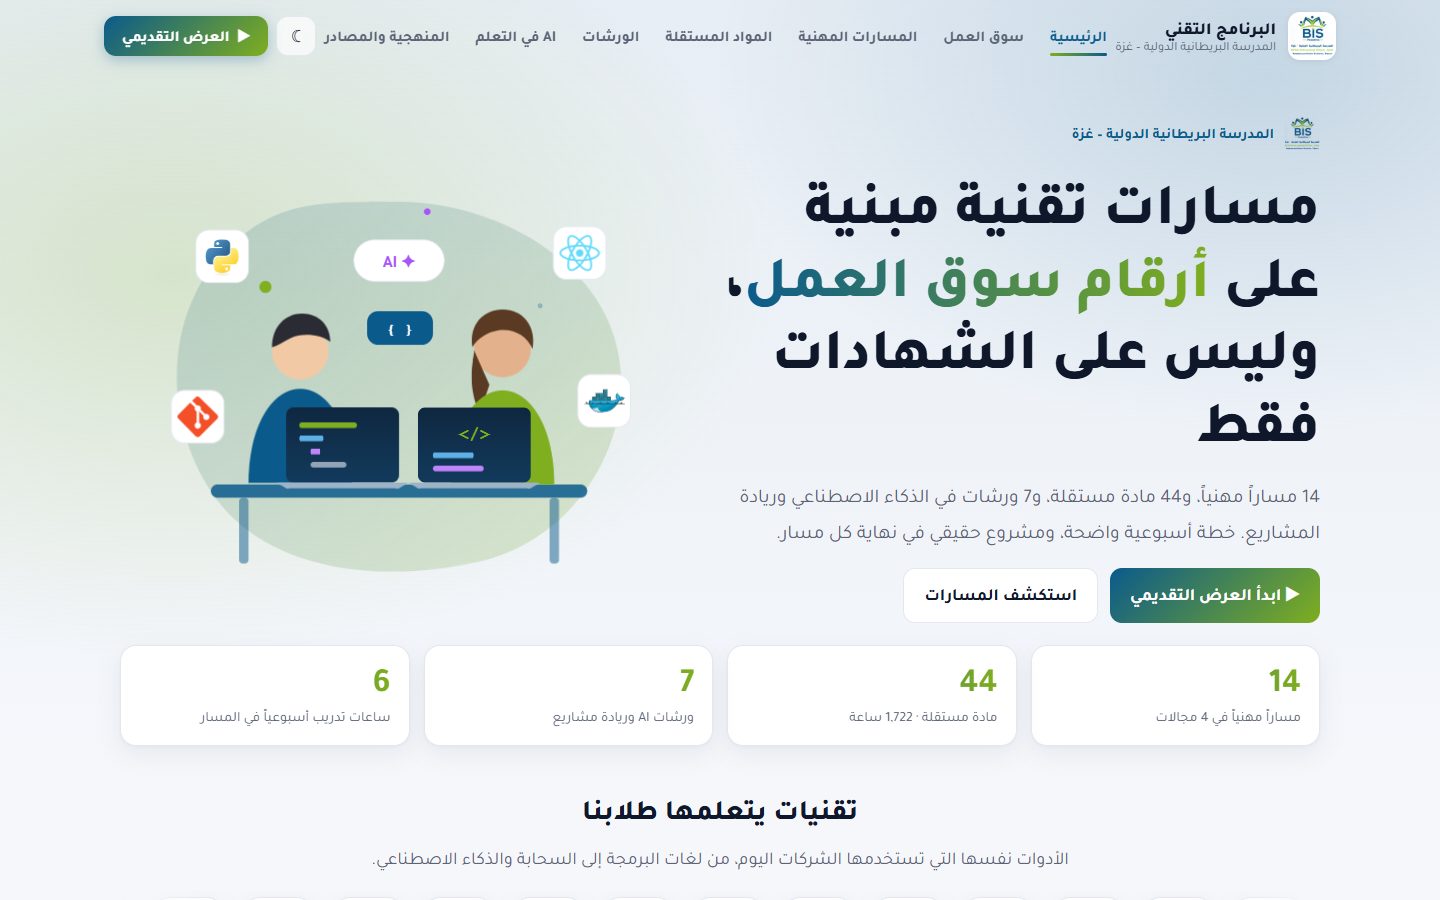 BIS
البرنامج التقني
المدرسة البريطانية الدولية - غزة
الرئيسية
سوق العمل
المسارات المهنية
المواد المستقلة
الورشات
AI في التعلم
المنهجية والمصادر
العرض التقديمي
BIS
المدرسة البريطانية الدولية - غزة
مسارات تقنية مبنية
على أرقام سوق العمل،
وليس على الشهادات
فقط
14 مساراً مهنياً، و44 مادة مستقلة، و7 ورشات في الذكاء الاصطناعي وريادة
المشاريع. خطة أسبوعية واضحة، ومشروع حقيقي في نهاية كل مسار.
ابدأ العرض التقديمي
استكشف المسارات
AI
{ }
</>
14
مساراً مهنياً في 4 مجالات
44
مادة مستقلة · 1,722 ساعة
7
ورشات AI وريادة مشاريع
6
ساعات تدريب أسبوعياً في المسار
تقنيات يتعلمها طلابنا
الأدوات نفسها التي تستخدمها الشركات اليوم، من لغات البرمجة إلى السحابة والذكاء الاصطناعي.